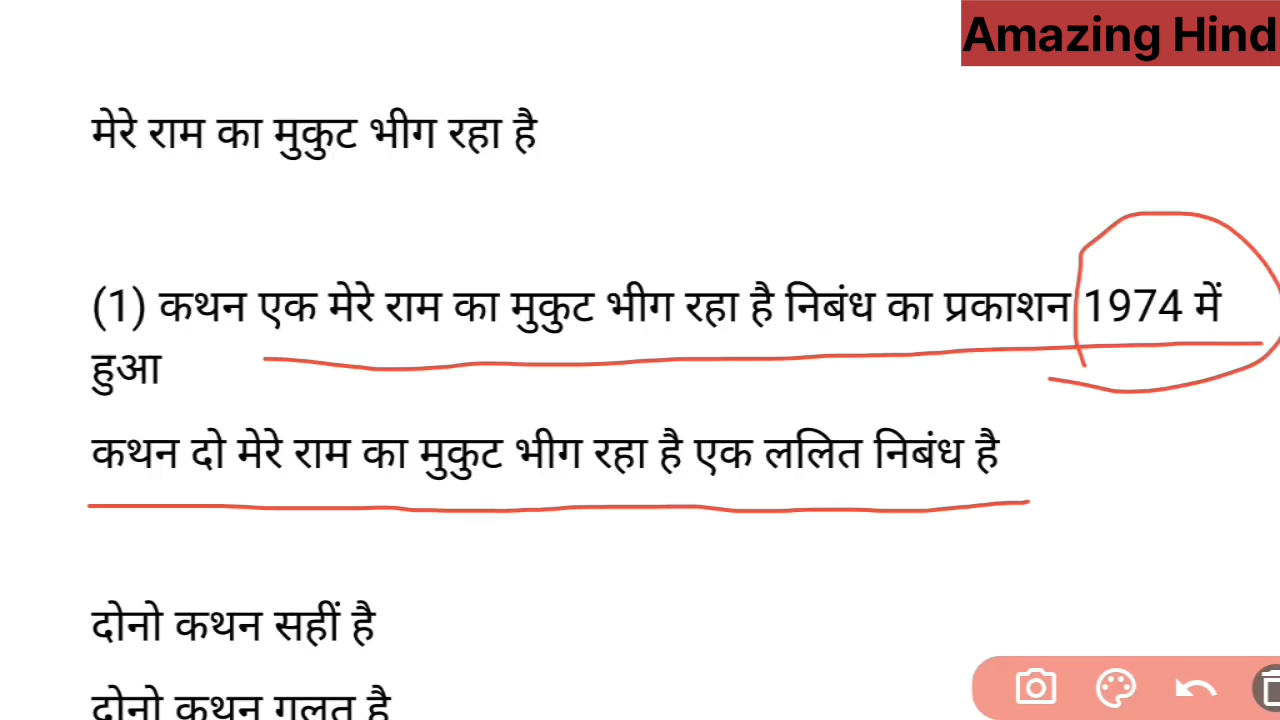 Amazing Hind
मेरे राम का मुकुट भीग रहा है
(1) कथन एक मेरे राम का मुकुट भीग रहा है निबंध का प्रकाशन 1974 में
हुआ
कथन दो मेरे राम का मुकुट भीग रहा है एक ललित निबंध है
दोनो कथन सहीं है
दोनो कथन गलत है